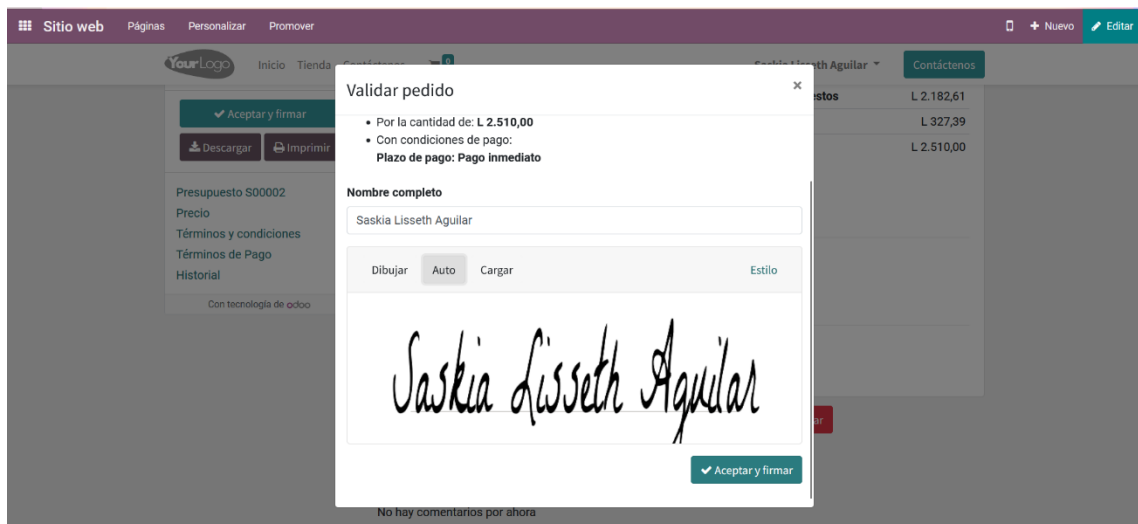 Sitio web Páginas Personalizar Promover + Nuevo Editar
YourLogo Inicio Tienda Contáctenos 0 Saskia Lisseth Aguilar Contáctenos
Validar pedido ×
Aceptar y firmar
Descargar Imprimir
Presupuesto S00002
Precio
Términos y condiciones
Términos de Pago
Historial
Con tecnología de odoo
• Por la cantidad de: L 2.510,00
• Con condiciones de pago:
Plazo de pago: Pago inmediato
Nombre completo
Saskia Lisseth Aguilar
Dibujar Auto Cargar Estilo
Saskia Lisseth Aguilar
Aceptar y firmar
estos L 2.182,61
L 327,39
L 2.510,00
ar
No hay comentarios por ahora